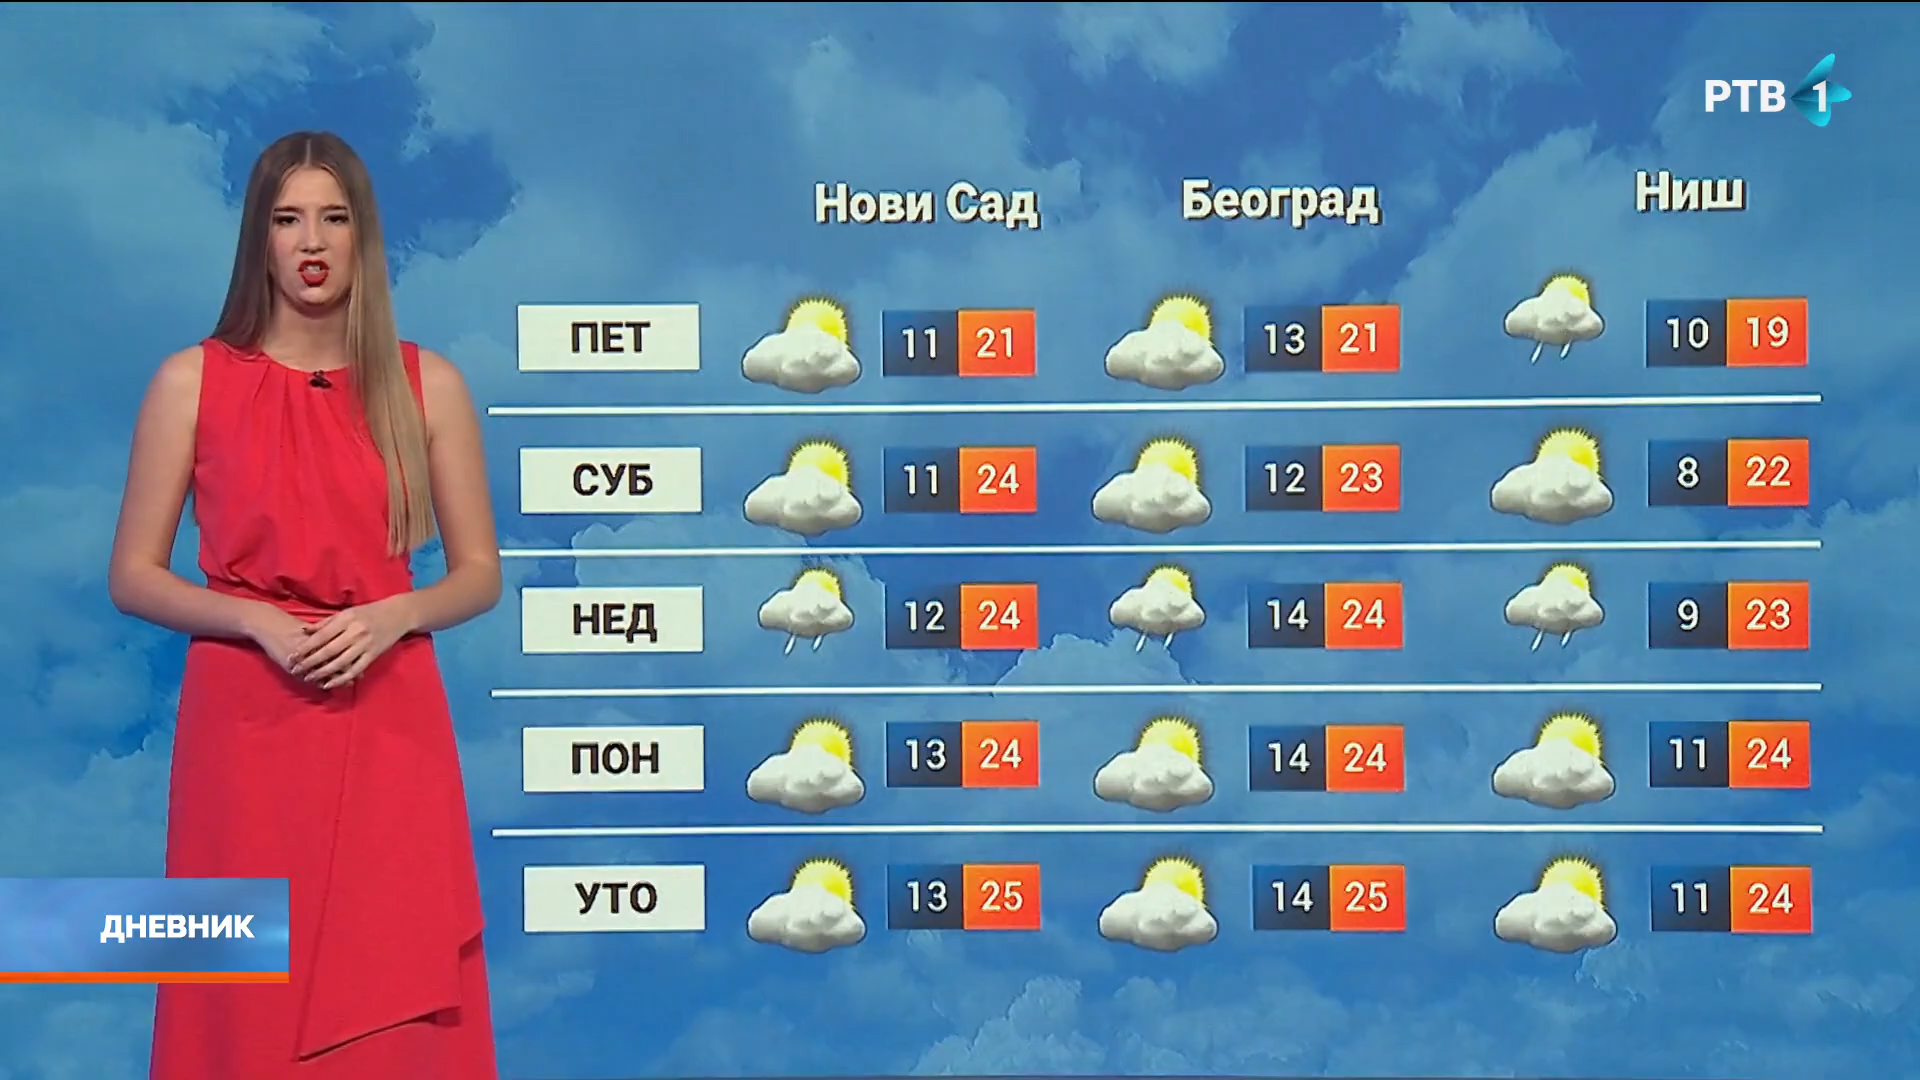 РТВ 1
Нови Сад Београд Ниш
ПЕТ 11 21 13 21 10 19
СУБ 11 24 12 23 8 22
НЕД 12 24 14 24 9 23
ПОН 13 24 14 24 11 24
УТО 13 25 14 25 11 24
ДНЕВНИК